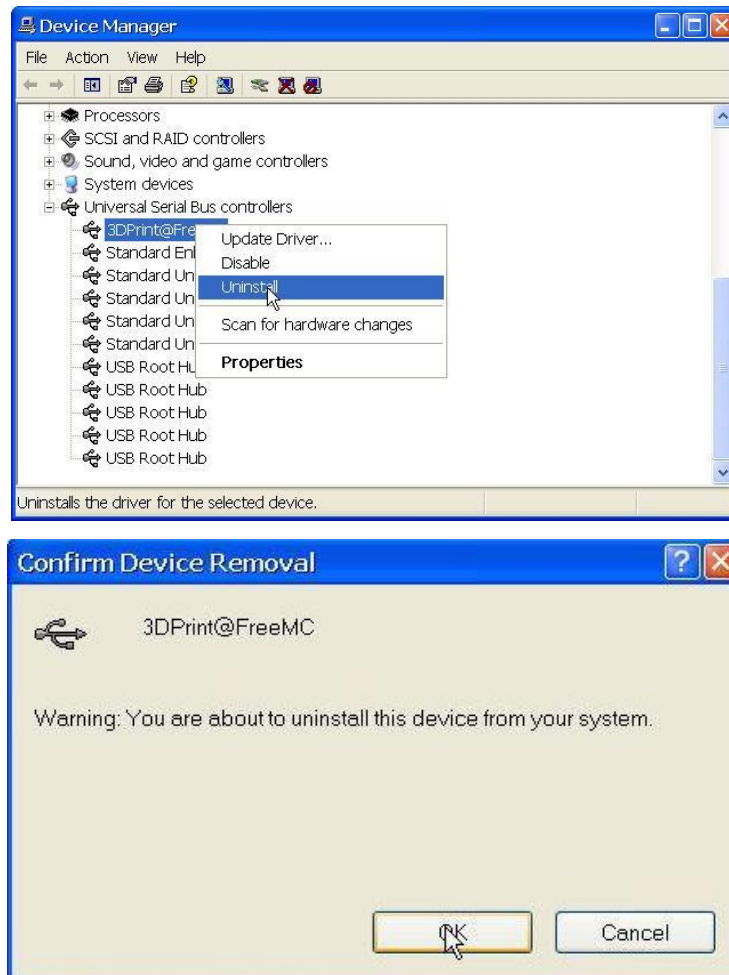 Device Manager
File Action View Help
Processors
SCSI and RAID controllers
Sound, video and game controllers
System devices
Universal Serial Bus controllers
3DPrint@Fre
Standard En
Standard Un
Standard Un
Standard Un
Standard Un
USB Root Hu
USB Root Hub
USB Root Hub
USB Root Hub
USB Root Hub
Update Driver...
Disable
Uninstall
Scan for hardware changes
Properties
Uninstalls the driver for the selected device.
Confirm Device Removal
3DPrint@FreeMC
Warning: You are about to uninstall this device from your system.
OK
Cancel